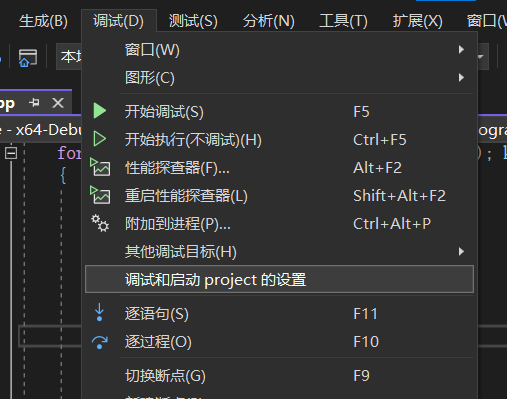 生成(B) 调试(D) 测试(S) 分析(N) 工具(T) 扩展(X) 窗口(W
本
窗口(W)
图形(C)
pp
开始调试(S) F5
e - x64-Debu
开始执行(不调试)(H) Ctrl+F5
for
性能探查器(F)... Alt+F2
{
重启性能探查器(L) Shift+Alt+F2
附加到进程(P)... Ctrl+Alt+P
其他调试目标(H)
调试和启动 project 的设置
逐语句(S) F11
逐过程(O) F10
切换断点(G) F9